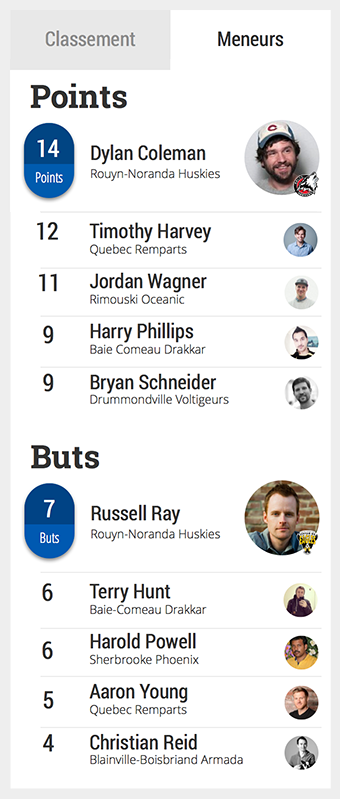 Classement
Meneurs
Points
14
Points
Dylan Coleman
Rouyn-Noranda Huskies
12
Timothy Harvey
Quebec Remparts
11
Jordan Wagner
Rimouski Oceanic
9
Harry Phillips
Baie Comeau Drakkar
9
Bryan Schneider
Drummondville Voltigeurs
Buts
7
Buts
Russell Ray
Rouyn-Noranda Huskies
6
Terry Hunt
Baie-Comeau Drakkar
6
Harold Powell
Sherbrooke Phoenix
5
Aaron Young
Quebec Remparts
4
Christian Reid
Blainville-Boisbriand Armada